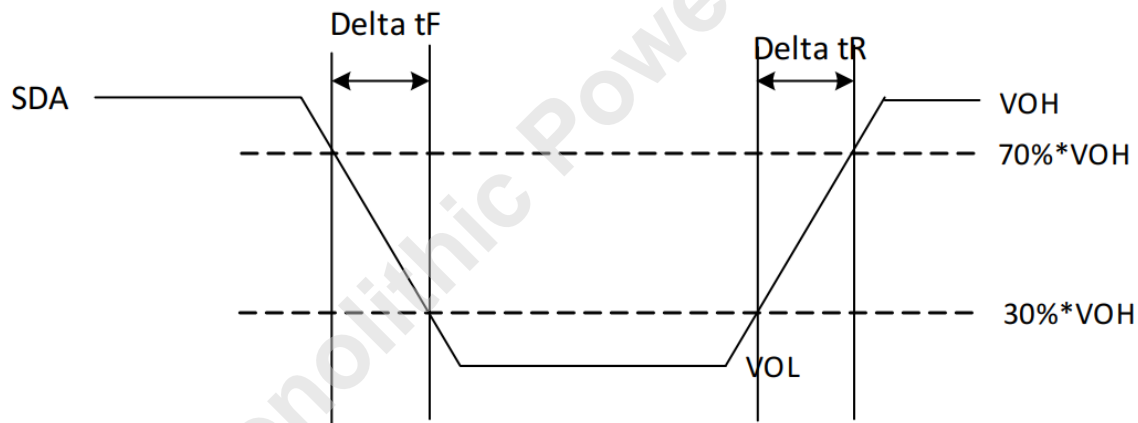 Delta tF
Delta tR
SDA
VOH
70%*VOH
30%*VOH
VOL